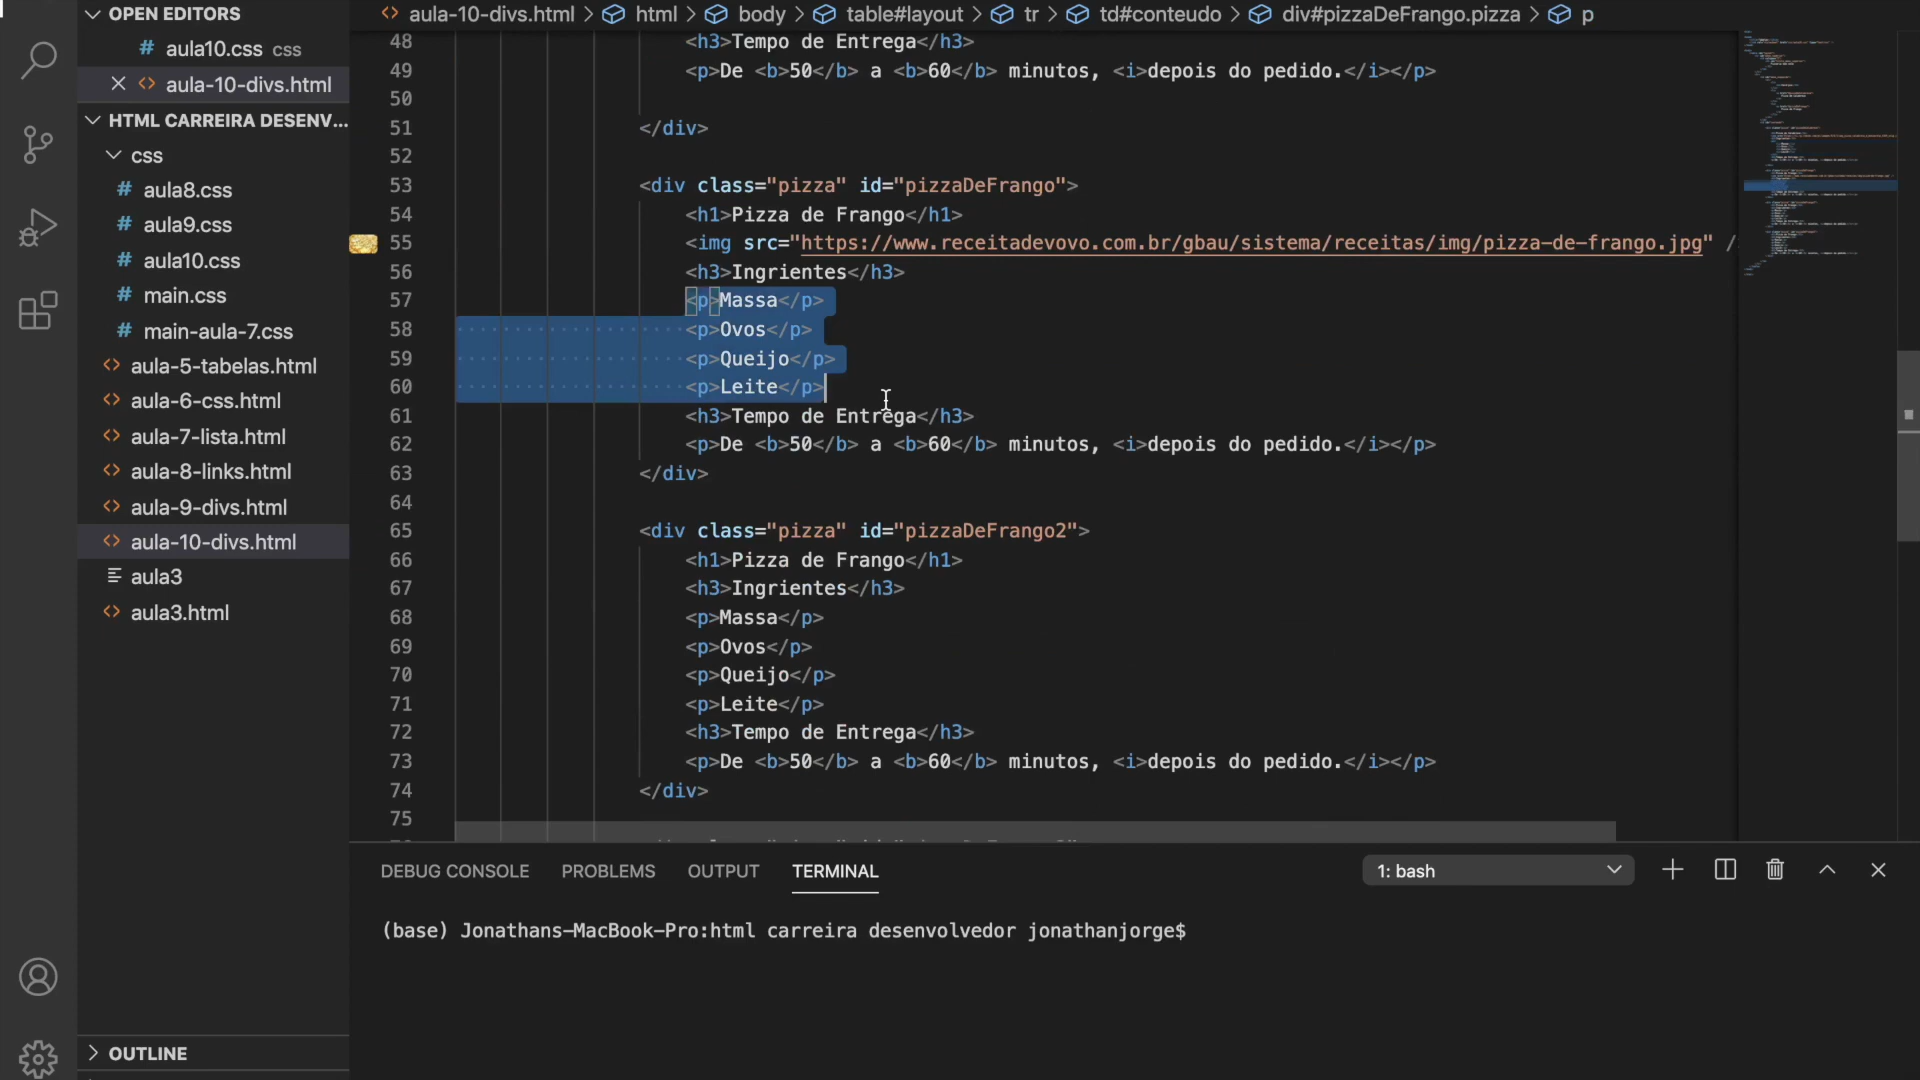 OPEN EDITORS
# aula10.css css
aula-10-divs.html
HTML CARREIRA DESENV...
css
# aula8.css
# aula9.css
# aula10.css
# main.css
# main-aula-7.css
aula-5-tabelas.html
aula-6-css.html
aula-7-lista.html
aula-8-links.html
aula-9-divs.html
aula-10-divs.html
aula3
aula3.html
OUTLINE
aula-10-divs.html > html > body > table#layout > tr > td#conteudo > div#pizzaDeFrango.pizza > p
48 <h3>Tempo de Entrega</h3>
49 <p>De <b>50</b> a <b>60</b> minutos, <i>depois do pedido.</i></p>
50
51 </div>
52
53 <div class="pizza" id="pizzaDeFrango">
54 <h1>Pizza de Frango</h1>
55 <img src="https://www.receitadevovo.com.br/gbau/sistema/receitas/img/pizza-de-frango.jpg" /
56 <h3>Ingrientes</h3>
57 <p>Massa</p>
58 <p>Ovos</p>
59 <p>Queijo</p>
60 <p>Leite</p>
61 <h3>Tempo de Entrega</h3>
62 <p>De <b>50</b> a <b>60</b> minutos, <i>depois do pedido.</i></p>
63 </div>
64
65 <div class="pizza" id="pizzaDeFrango2">
66 <h1>Pizza de Frango</h1>
67 <h3>Ingrientes</h3>
68 <p>Massa</p>
69 <p>Ovos</p>
70 <p>Queijo</p>
71 <p>Leite</p>
72 <h3>Tempo de Entrega</h3>
73 <p>De <b>50</b> a <b>60</b> minutos, <i>depois do pedido.</i></p>
74 </div>
75
DEBUG CONSOLE PROBLEMS OUTPUT TERMINAL 1: bash
(base) Jonathans-MacBook-Pro:html carreira desenvolvedor jonathanjorge$